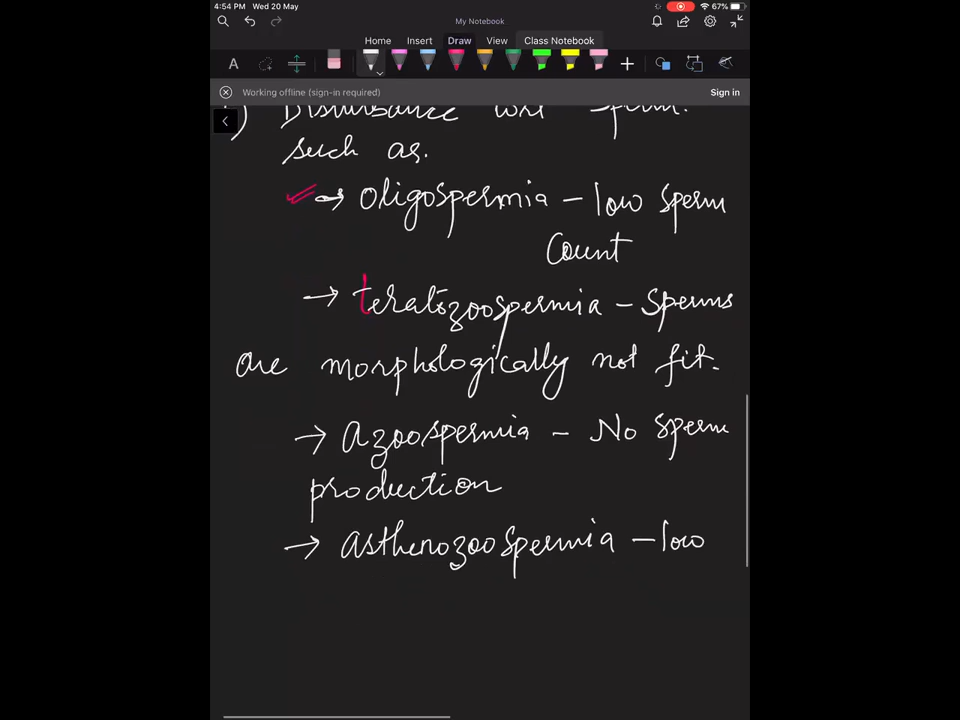 4:54 PM Wed 20 May
67%
My Notebook
Home Insert Draw View Class Notebook
A
Working offline (sign-in required) Sign in
) Disturbance
such as.
→ Oligospermia – low sperm
Count
→ teratozoospermia – Sperms
are morphologically not fit.
→ Azoospermia – No Sperm
production
→ asthenozoospermia – low